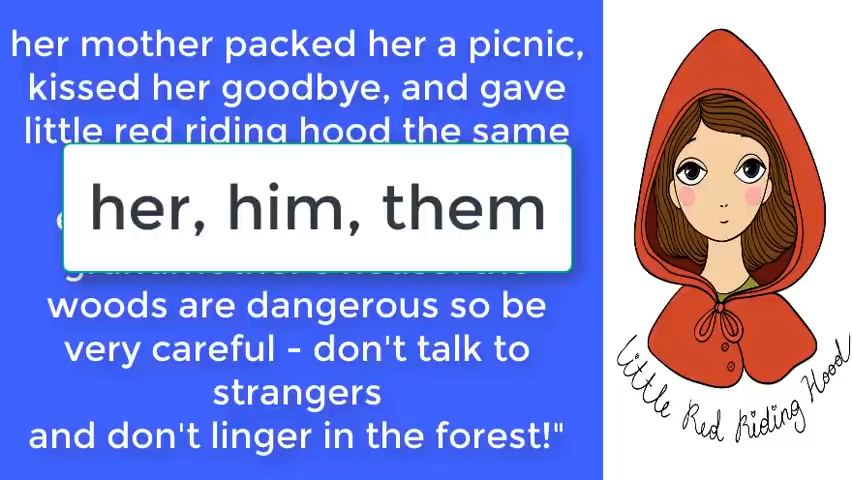 her mother packed her a picnic,
kissed her goodbye, and gave
little red riding hood the same
her, him, them
woods are dangerous so be
very careful - don't talk to
strangers
and don't linger in the forest!"
Little Red Riding Hood